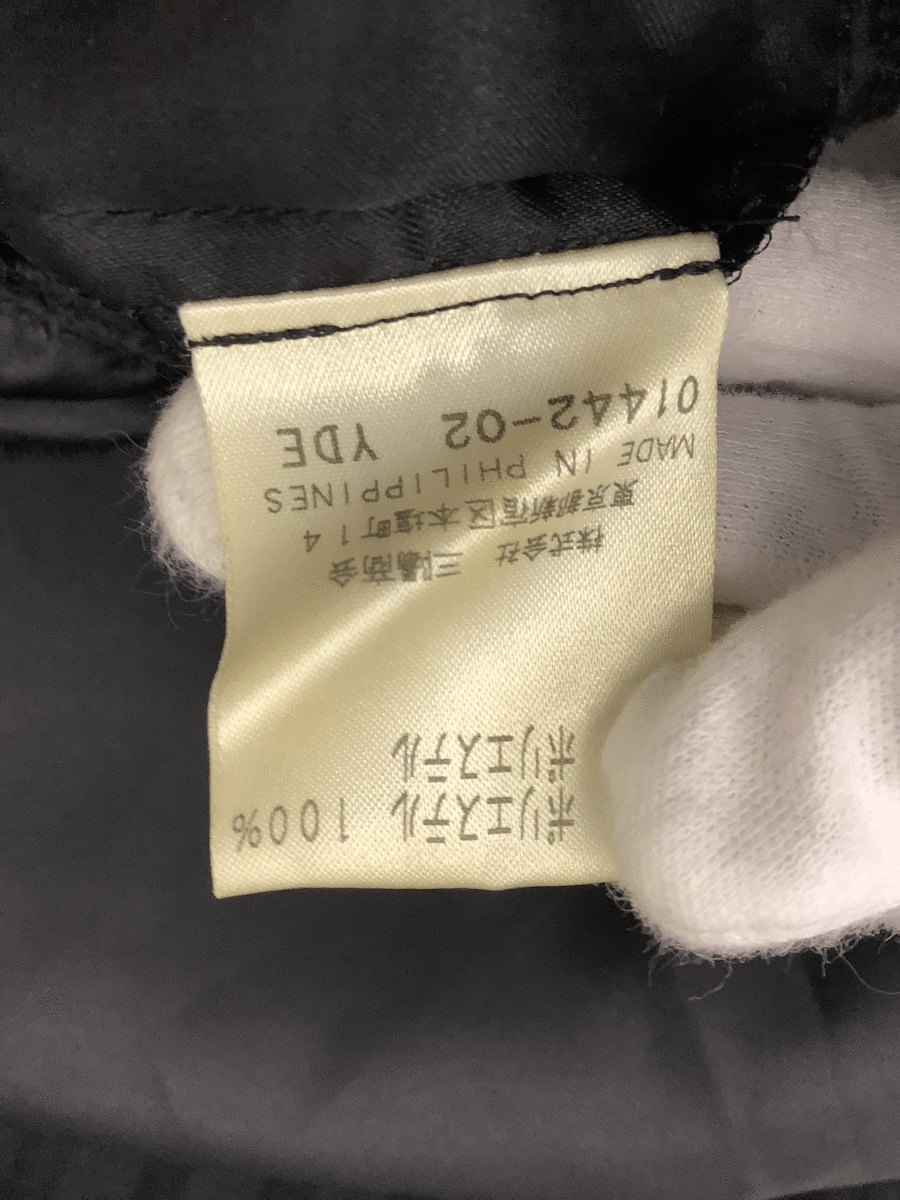 ポリエステル 100%
ポリエステル
株式会社 三陽商会
東京都新宿区本塩町14
MADE IN PHILIPPINES
01442-02 YDE